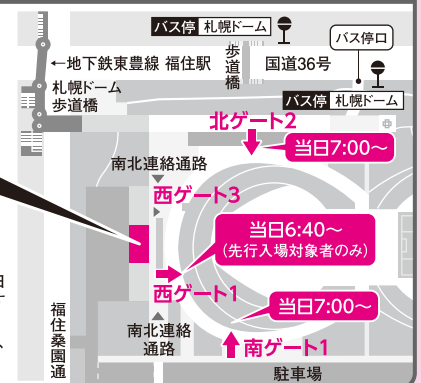 バス停 札幌ドーム
バス停口
←地下鉄東豊線 福住駅
歩道橋
国道36号
札幌ドーム
歩道橋
バス停 札幌ドーム
北ゲート2
当日7:00～
南北連絡通路
西ゲート3
当日6:40～
(先行入場対象者のみ)
西ゲート1
当日7:00～
福住桑園通
南北連絡
通路
南ゲート1
駐車場